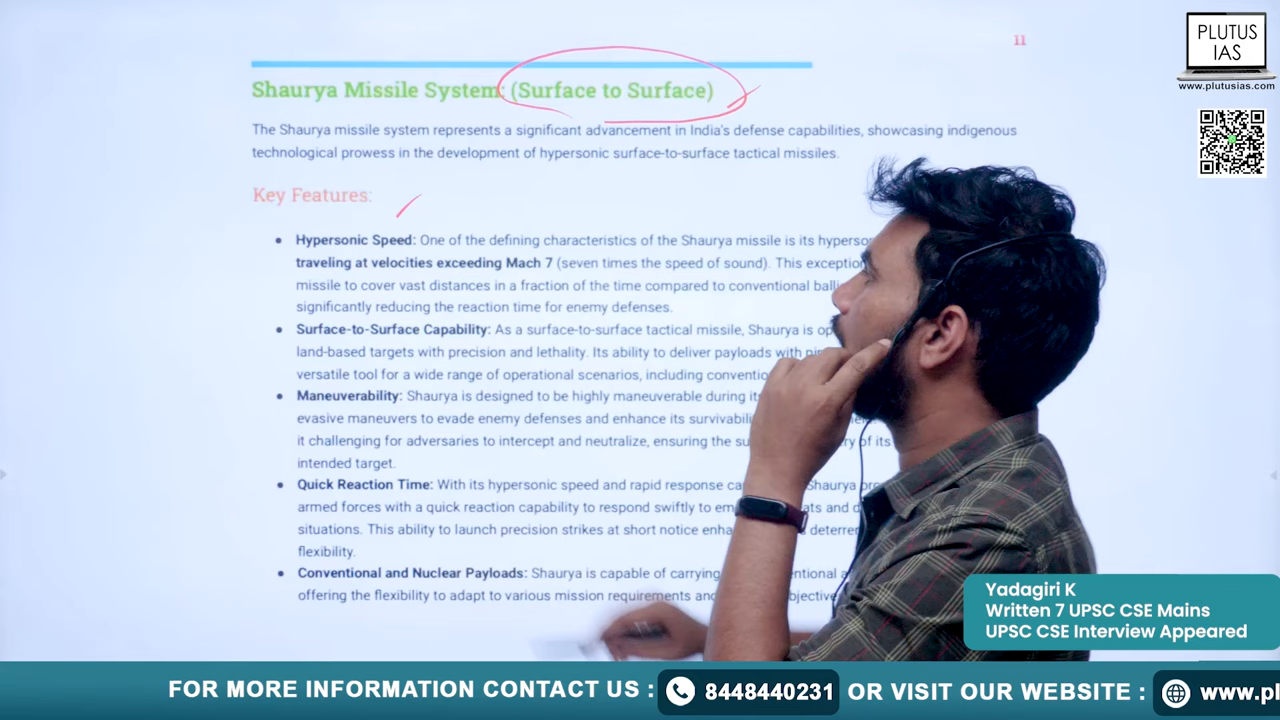 11
PLUTUS
IAS
www.plutusias.com
Shaurya Missile System: (Surface to Surface)
The Shaurya missile system represents a significant advancement in India's defense capabilities, showcasing indigenous
technological prowess in the development of hypersonic surface-to-surface tactical missiles.
Key Features:
• Hypersonic Speed: One of the defining characteristics of the Shaurya missile is its
traveling at velocities exceeding Mach 7 (seven times the speed of sound). This
missile to cover vast distances in a fraction of the time compared to conventional
significantly reducing the reaction time for enemy defenses.
• Surface-to-Surface Capability: As a surface-to-surface tactical missile, Shaurya is
land-based targets with precision and lethality. Its ability to deliver payloads with
versatile tool for a wide range of operational scenarios, including
• Maneuverability: Shaurya is designed to be highly maneuverable during
evasive maneuvers to evade enemy defenses and enhance its
it challenging for adversaries to intercept and neutralize, ensuring the of its
intended target.
• Quick Reaction Time: With its hypersonic speed and rapid response Shaurya
armed forces with a quick reaction capability to respond swiftly to and
situations. This ability to launch precision strikes at short notice
flexibility.
• Conventional and Nuclear Payloads: Shaurya is capable of carrying
offering the flexibility to adapt to various mission requirements
Yadagiri K
Written 7 UPSC CSE Mains
UPSC CSE Interview Appeared
FOR MORE INFORMATION CONTACT US : 8448440231 OR VISIT OUR WEBSITE : www.pl